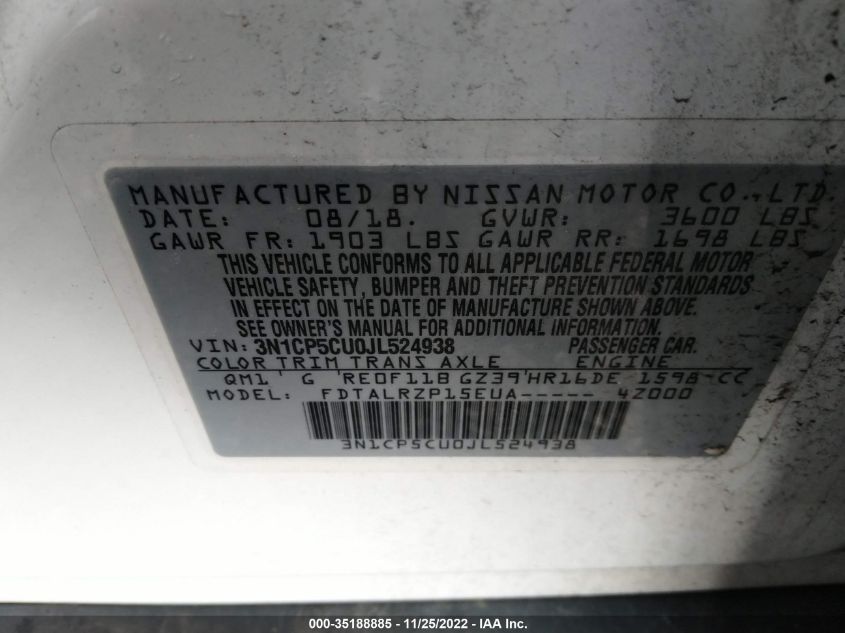 MANUFACTURED BY NISSAN MOTOR CO., LTD.
DATE: 08/18. GVWR: 3600 LBS
GAWR FR: 1903 LBS GAWR RR: 1698 LBS
THIS VEHICLE CONFORMS TO ALL APPLICABLE FEDERAL MOTOR
VEHICLE SAFETY, BUMPER AND THEFT PREVENTION STANDARDS
IN EFFECT ON THE DATE OF MANUFACTURE SHOWN ABOVE.
SEE OWNER'S MANUAL FOR ADDITIONAL INFORMATION.
VIN: 3N1CP5CU0JL524938 PASSENGER CAR.
COLOR TRIM TRANS AXLE ENGINE
QM1 G RE0F11B GZ39 HR16DE 1598-CC
MODEL: FDTALRZP15EUA----- 4Z000
3N1CP5CU0JL524938
000-35188885 - 11/25/2022 - IAA Inc.